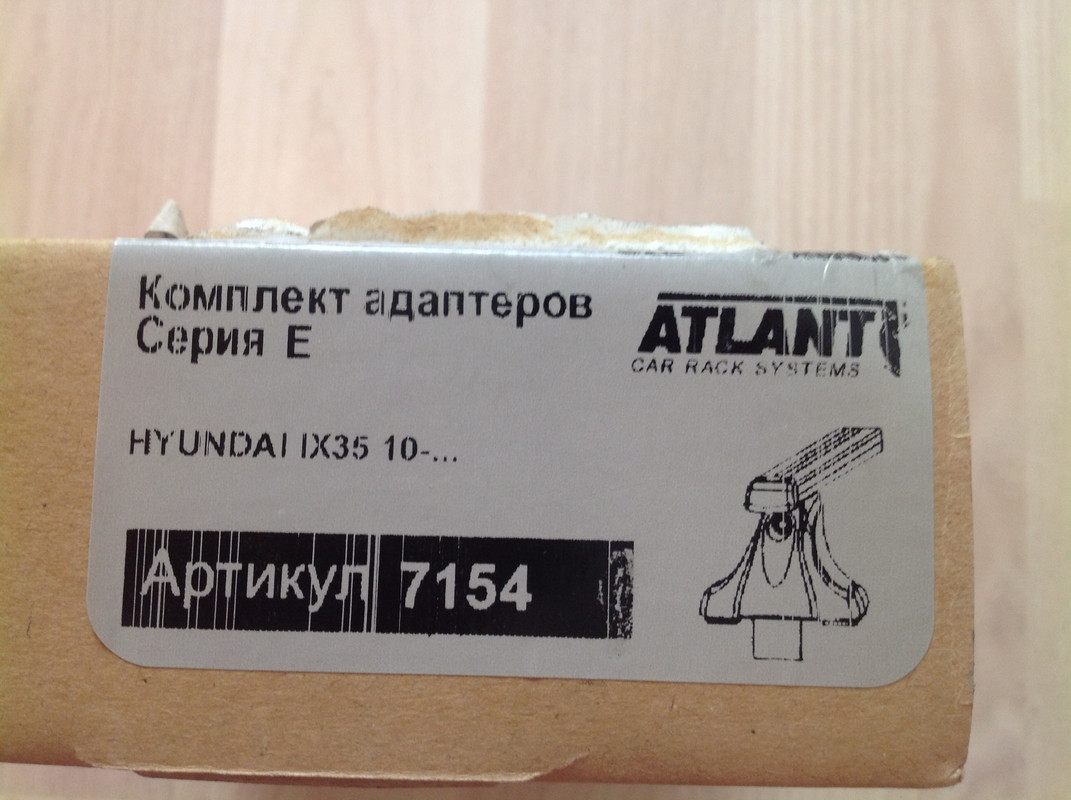 Комплект адаптеров
Серия Е
ATLANT
CAR RACK SYSTEMS
HYUNDAI IX35 10-...
Артикул 7154